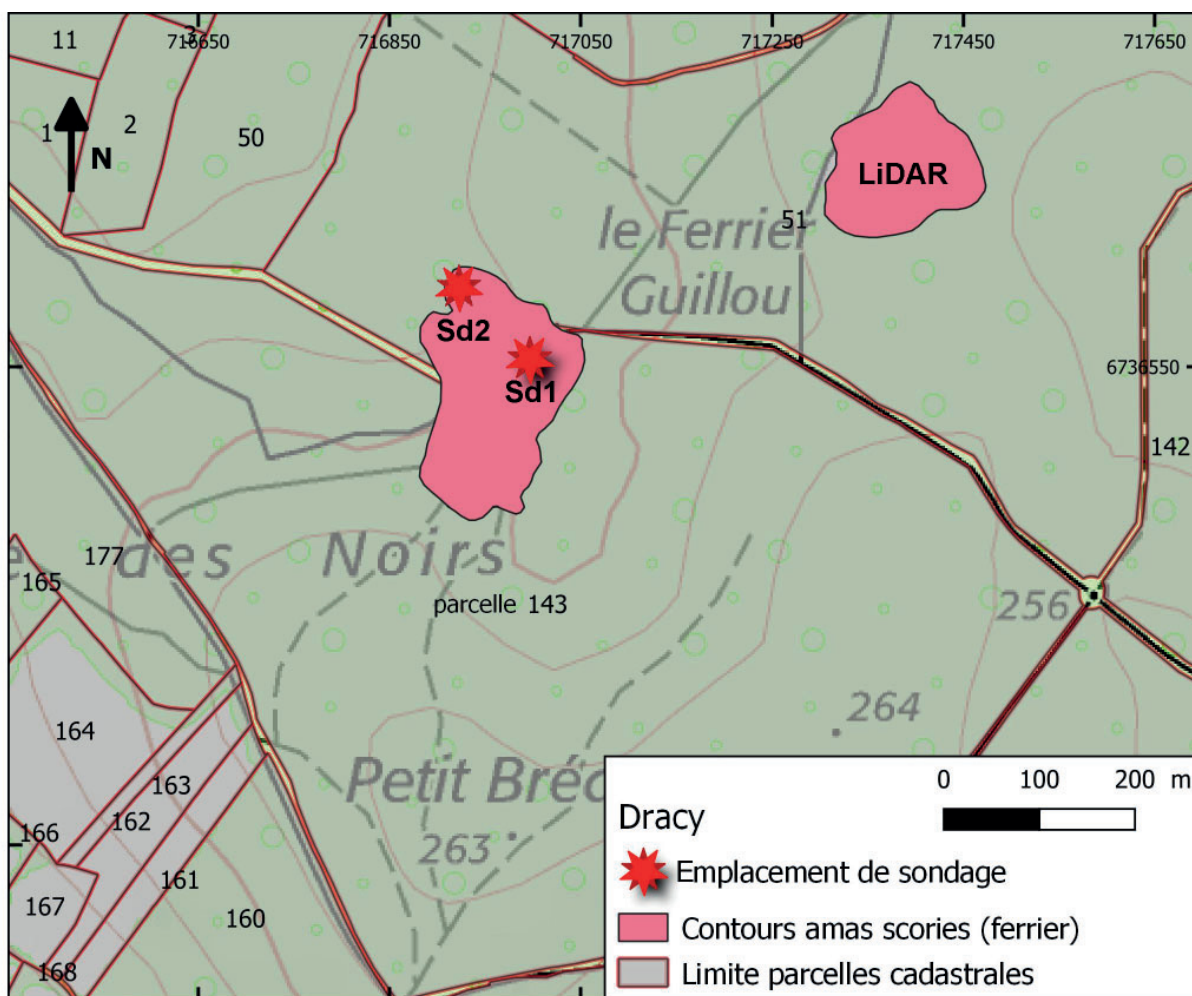 716650
716850
717050
717250
717450
717650
11
3
2
1
50
N
LiDAR
51
le Ferrier
Guillou
Sd2
Sd1
6736550
142
177
des Noirs
165
parcelle 143
256
264
164
163
162
Petit Bréc
263
166
161
167
160
168
0 100 200 m
Dracy
Emplacement de sondage
Contours amas scories (ferrier)
Limite parcelles cadastrales